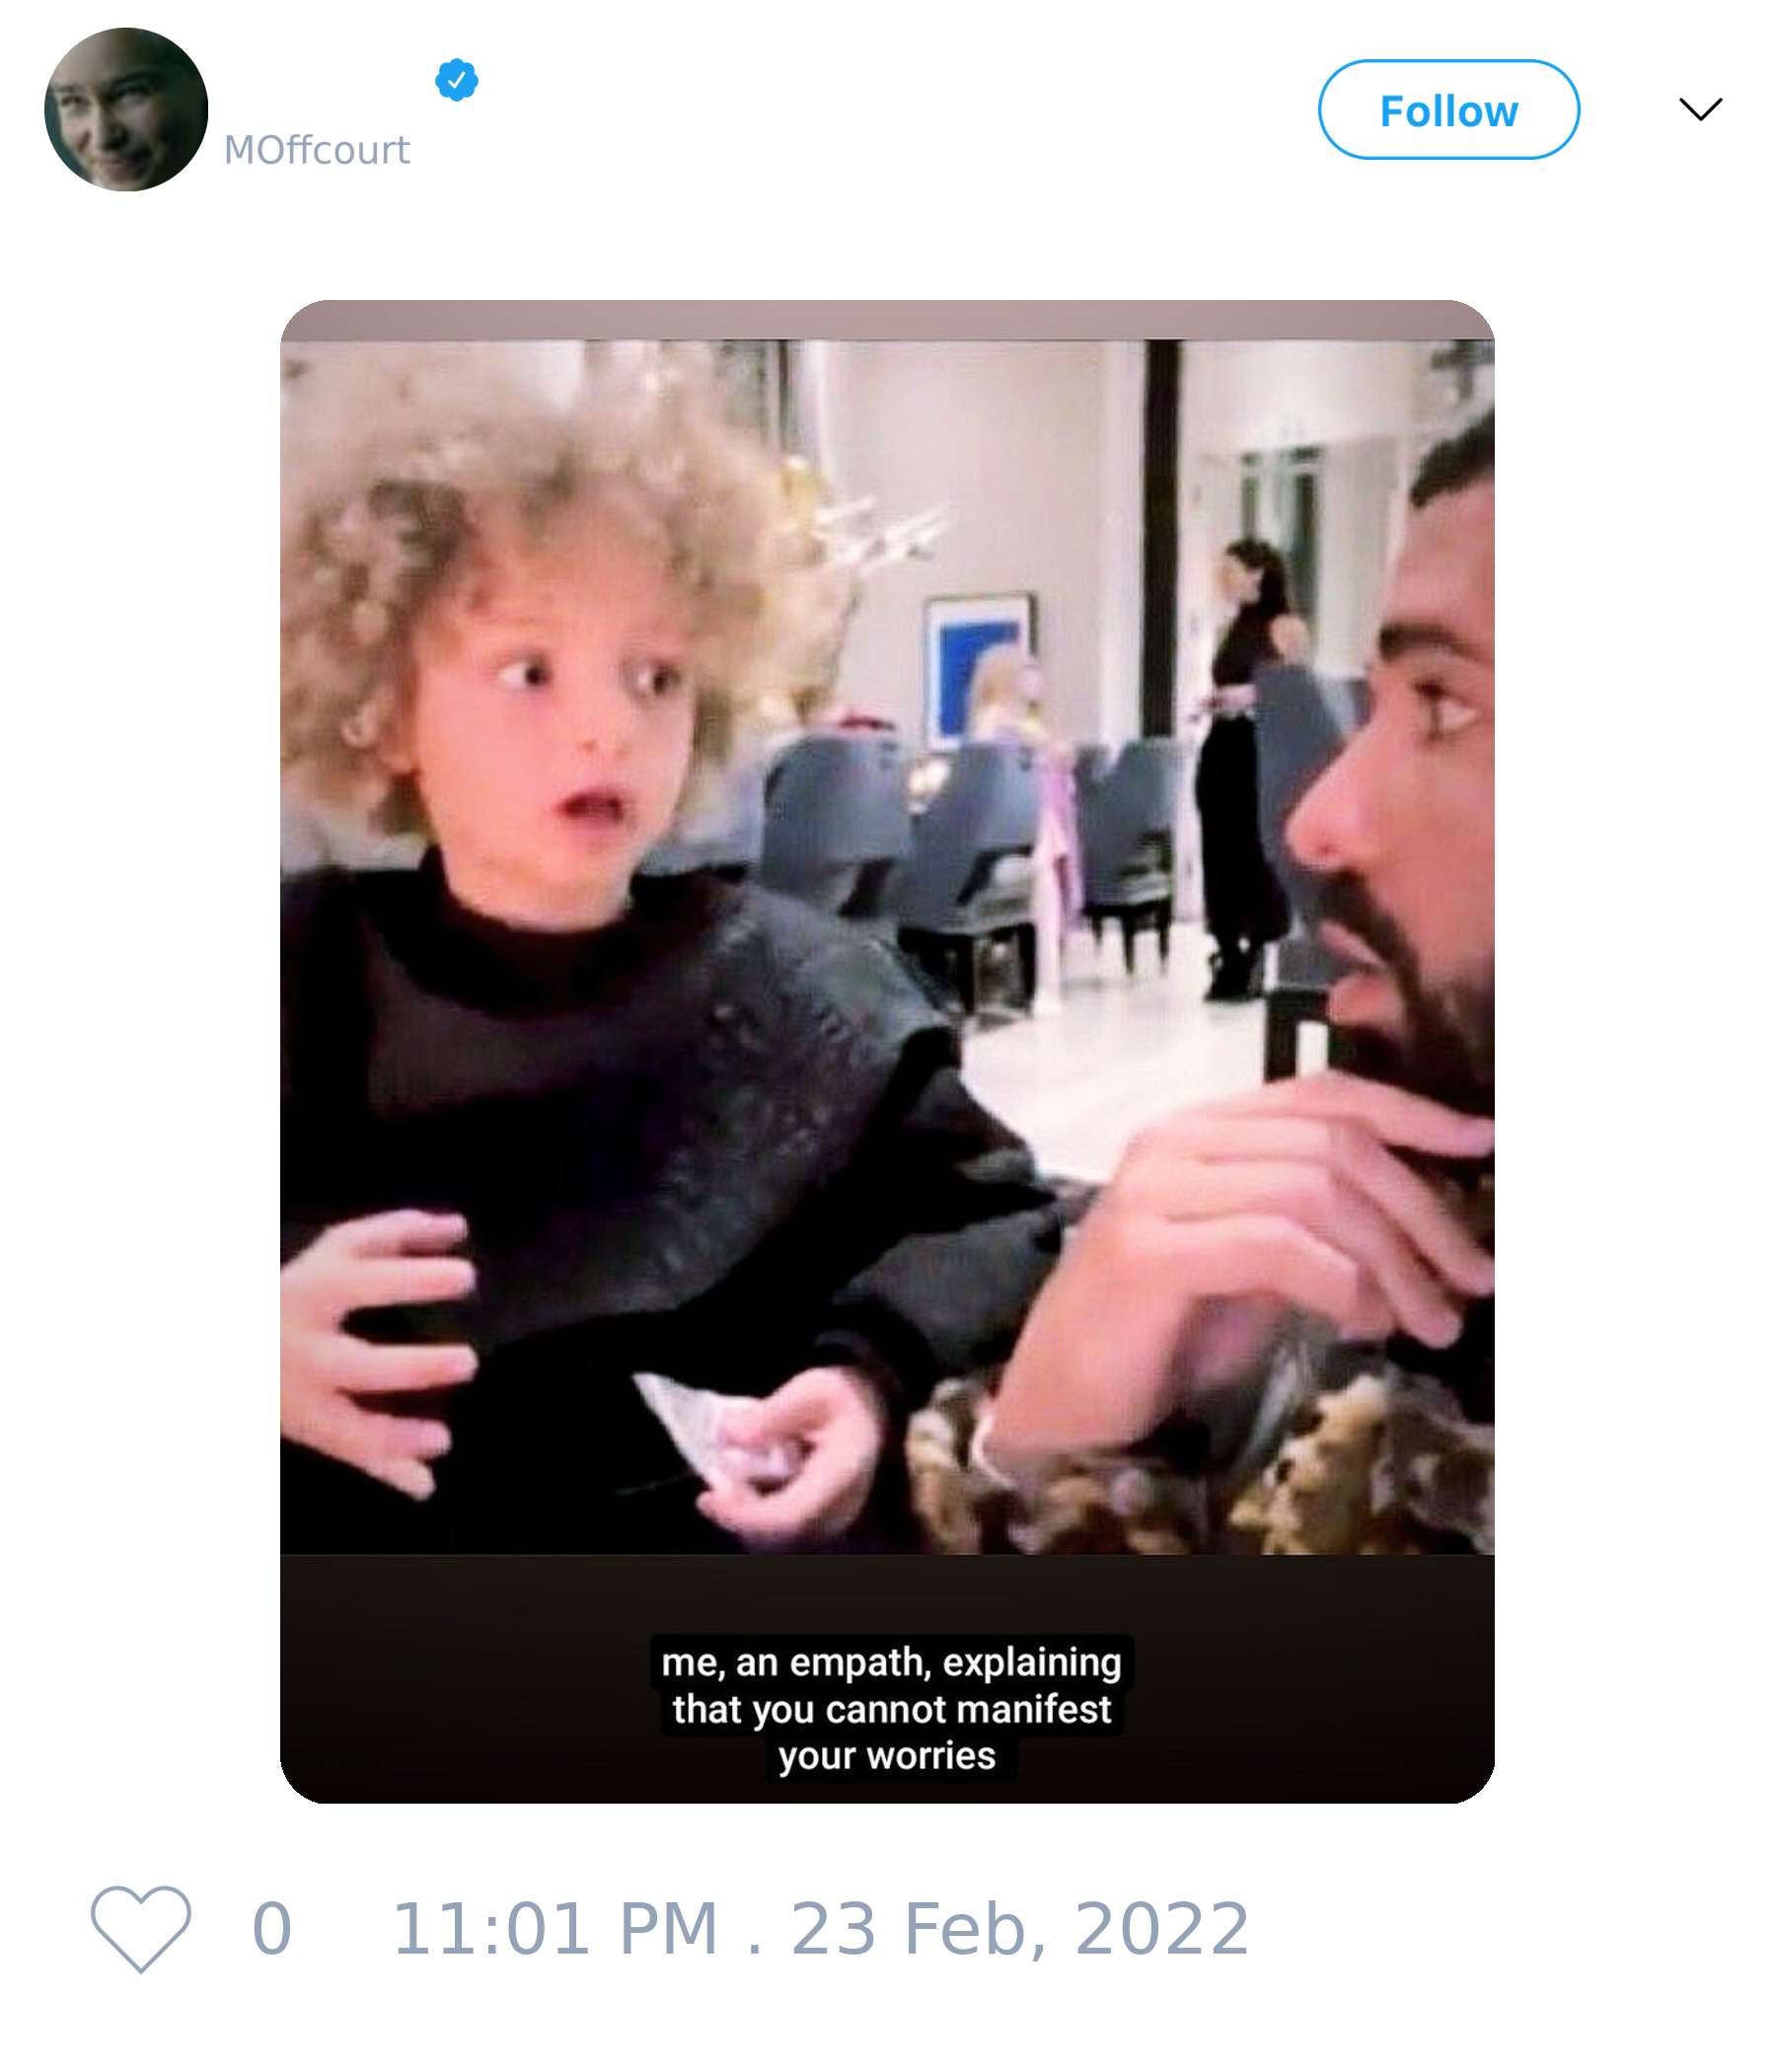 MOffcourt
Follow
me, an empath, explaining
that you cannot manifest
your worries
0 11:01 PM . 23 Feb, 2022